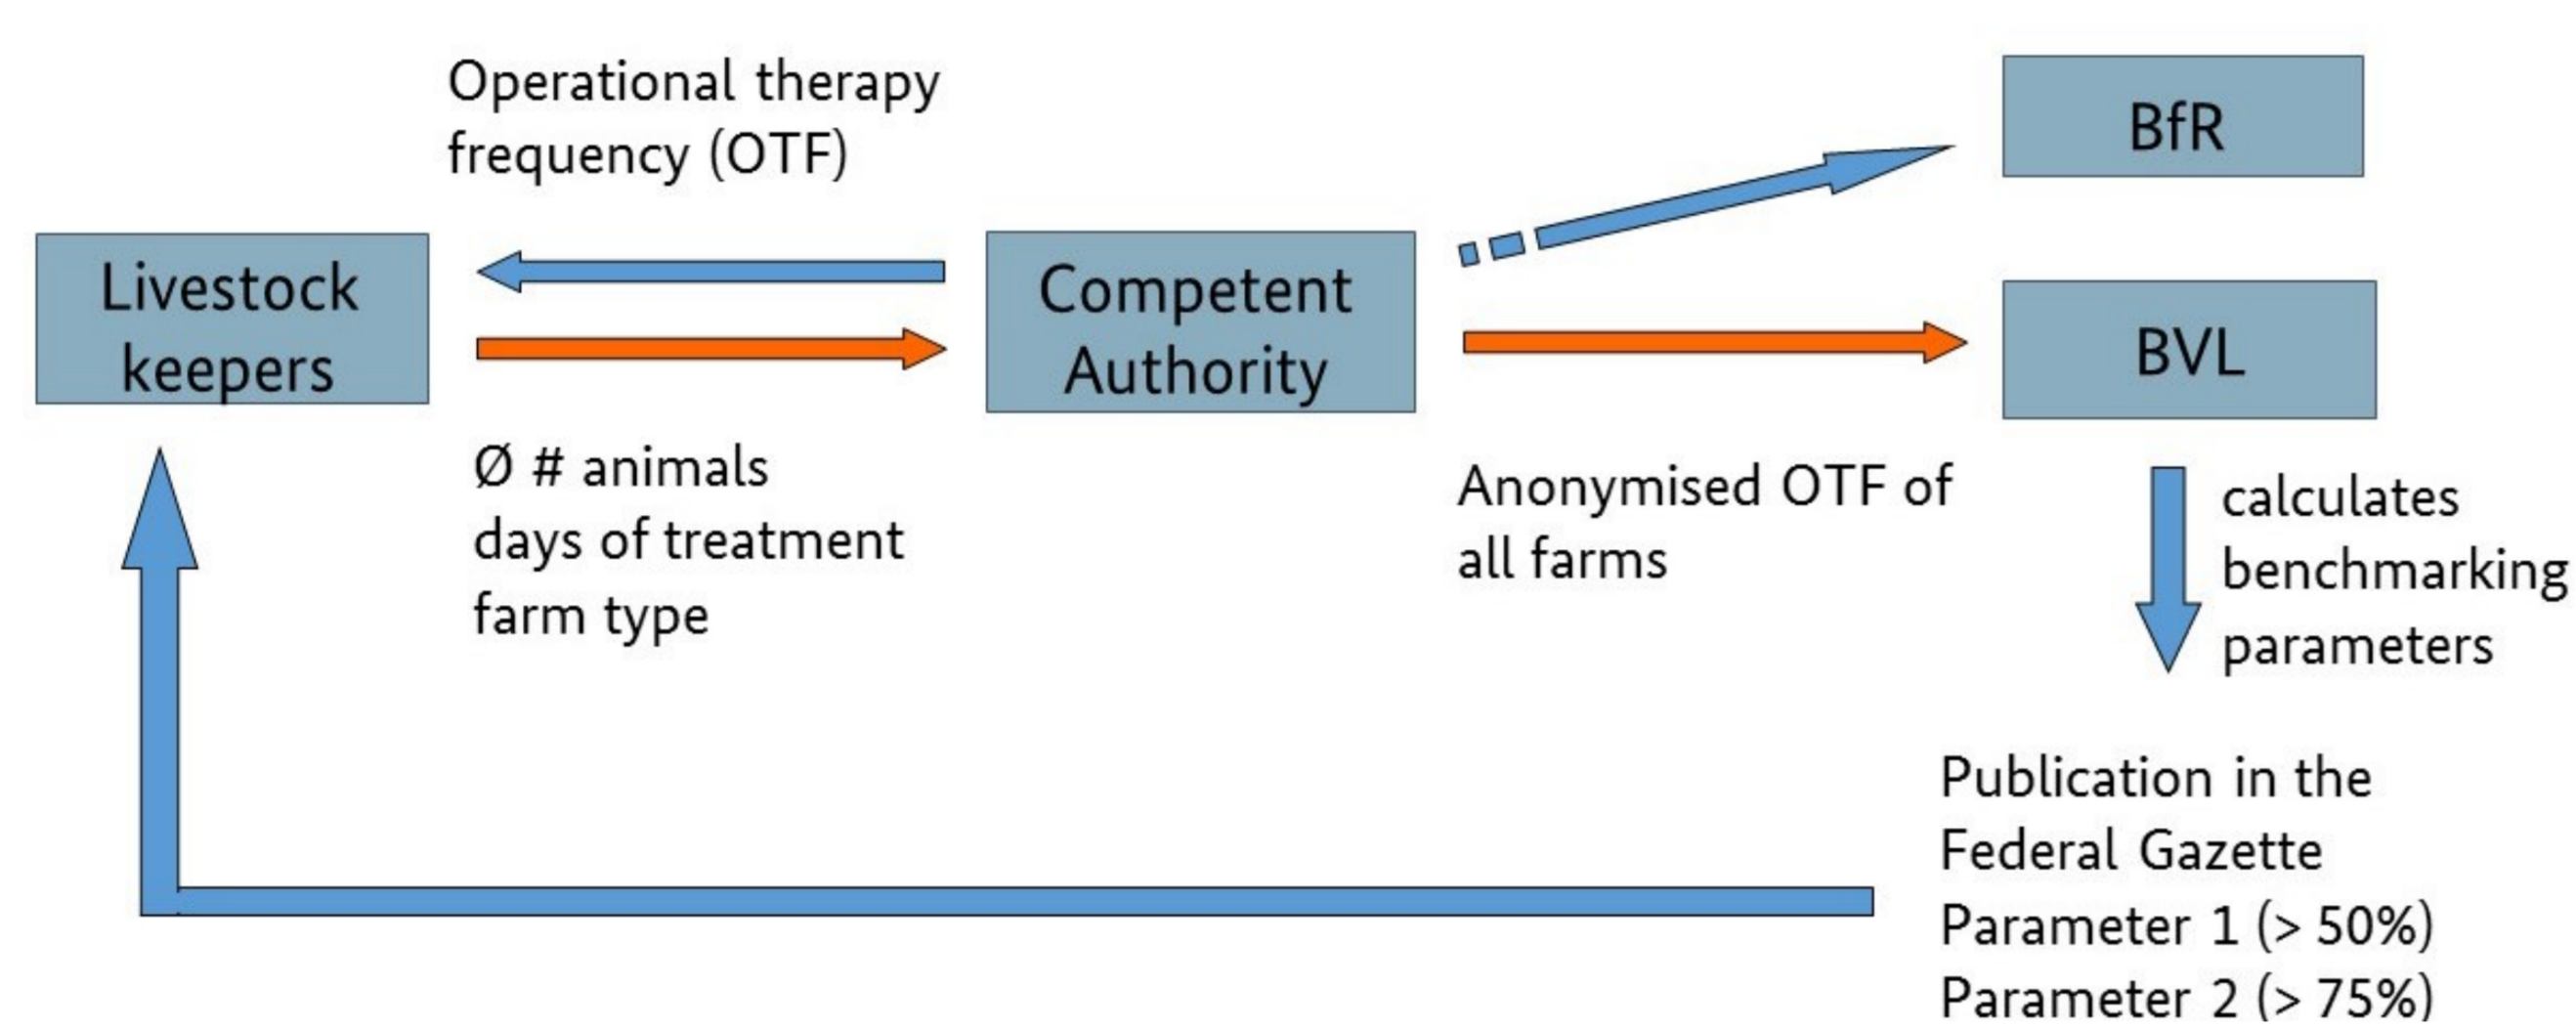 Operational therapy
frequency (OTF)
Livestock
keepers
Competent
Authority
BfR
BVL
Ø # animals
days of treatment
farm type
Anonymised OTF of
all farms
calculates
benchmarking
parameters
Publication in the
Federal Gazette
Parameter 1 (> 50%)
Parameter 2 (> 75%)